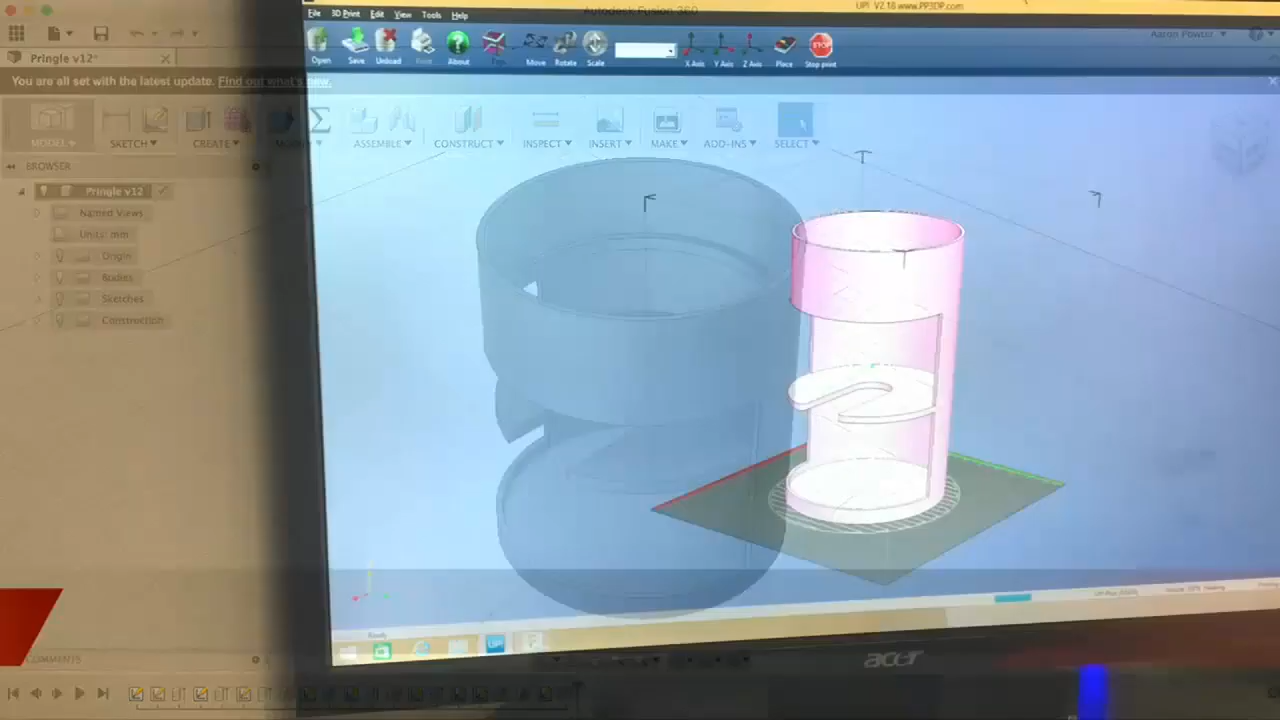 Autodesk Fusion 360
UP! V2.18 www.PP3DP.com
File 3D Print Edit View Tools Help
Open Save Unload Print About Move Rotate Scale X Axis Y Axis Z Axis Place Stop print
Pringle v12*
You are all set with the latest update. Find out what's new.
MODEL SKETCH CREATE ASSEMBLE CONSTRUCT INSPECT INSERT MAKE ADD-INS SELECT
BROWSER
Pringle v12
Named Views
Units: mm
Origin
Bodies
Sketches
Construction
Ready
UP!
acer
COMMENTS